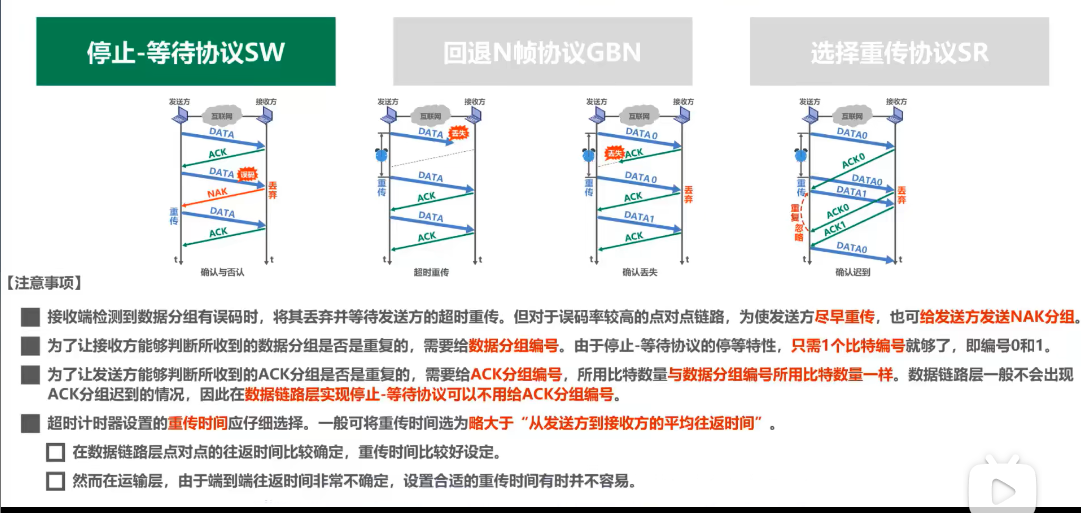 停止-等待协议SW
回退N帧协议GBN
选择重传协议SR
发送方 互联网 接收方
DATA
ACK
DATA 误码
NAK
丢弃
重传
DATA
ACK
t t
确认与否认
发送方 互联网 接收方
DATA 丢失
重传
DATA
ACK
DATA
ACK
t t
超时重传
发送方 互联网 接收方
DATA 0
丢失 ACK
重传
DATA 0
丢弃
ACK
DATA1
ACK
t t
确认丢失
发送方 互联网 接收方
DATA0
ACK0
重传
DATA0
DATA1
丢弃
重复 忽略
ACK0
ACK1
DATA0
t t
确认迟到
【注意事项】
接收端检测到数据分组有误码时，将其丢弃并等待发送方的超时重传。但对于误码率较高的点对点链路，为使发送方尽早重传，也可给发送方发送NAK分组。
为了让接收方能够判断所收到的数据分组是否是重复的，需要给数据分组编号。由于停止-等待协议的停等特性，只需1个比特编号就够了，即编号0和1。
为了让发送方能够判断所收到的ACK分组是否是重复的，需要给ACK分组编号，所用比特数量与数据分组编号所用比特数量一样。数据链路层一般不会出现
ACK分组迟到的情况，因此在数据链路层实现停止-等待协议可以不用给ACK分组编号。
超时计时器设置的重传时间应仔细选择。一般可将重传时间选为略大于“从发送方到接收方的平均往返时间”。
在数据链路层点对点的往返时间比较确定，重传时间比较好设定。
然而在运输层，由于端到端往返时间非常不确定，设置合适的重传时间有时并不容易。